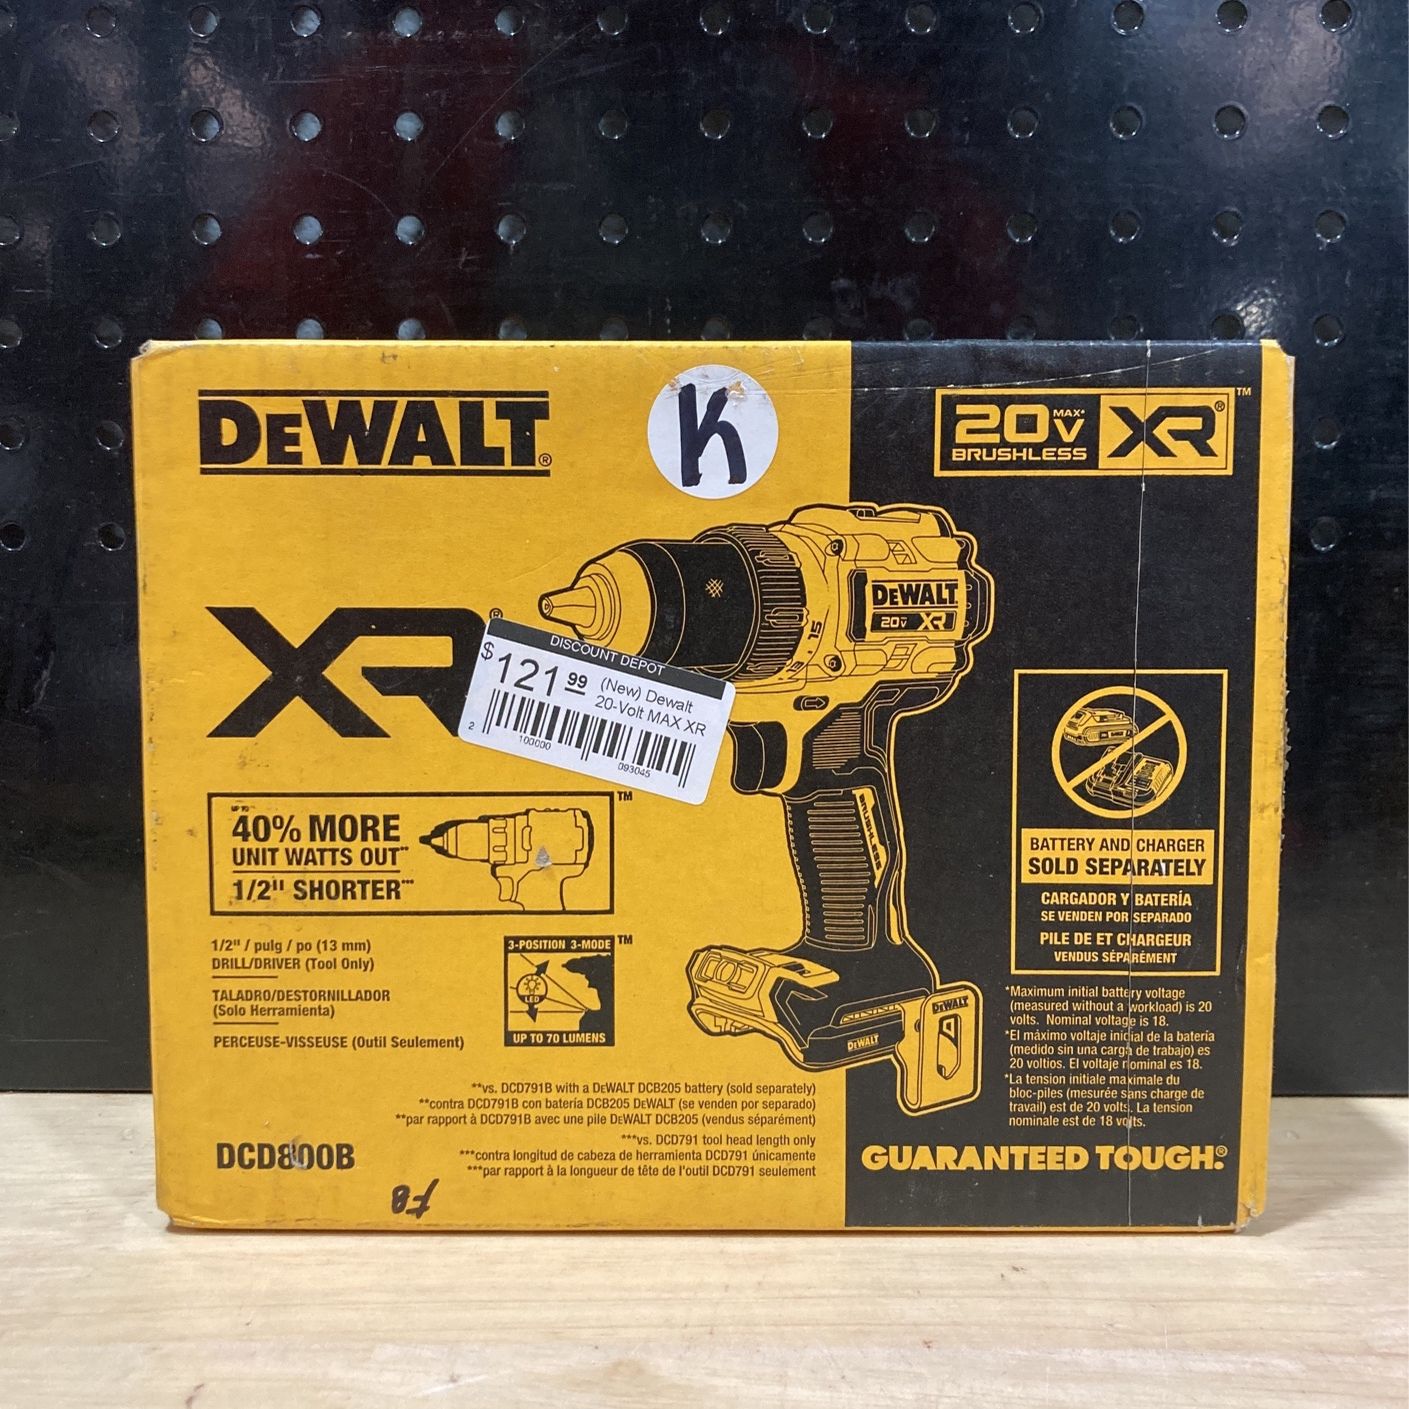 DEWALT®
K
20V MAX* XR® ™
BRUSHLESS
XR®
DEWALT
20V XR
15
DISCOUNT DEPOT
$121 99 (New) Dewalt
20-Volt MAX XR
2 100000 093045
BRUSHLESS
UP TO
40% MORE ™
UNIT WATTS OUT**
1/2" SHORTER***
1/2" / pulg / po (13 mm)
DRILL/DRIVER (Tool Only)
TALADRO/DESTORNILLADOR
(Solo Herramienta)
PERCEUSE-VISSEUSE (Outil Seulement)
3-POSITION 3-MODE ™
LED
UP TO 70 LUMENS
DEWALT
DEWALT
BATTERY AND CHARGER
SOLD SEPARATELY
CARGADOR Y BATERÍA
SE VENDEN POR SEPARADO
PILE DE ET CHARGEUR
VENDUS SÉPARÉMENT
*Maximum initial battery voltage
(measured without a workload) is 20
volts. Nominal voltage is 18.
*El máximo voltaje inicial de la batería
(medido sin una carga de trabajo) es
20 voltios. El voltaje nominal es 18.
*La tension initiale maximale du
bloc-piles (mesurée sans charge de
travail) est de 20 volts. La tension
nominale est de 18 volts.
**vs. DCD791B with a DEWALT DCB205 battery (sold separately)
**contra DCD791B con batería DCB205 DEWALT (se venden por separado)
**par rapport à DCD791B avec une pile DEWALT DCB205 (vendus séparément)
***vs. DCD791 tool head length only
***contra longitud de cabeza de herramienta DCD791 únicamente
***par rapport à la longueur de tête de l'outil DCD791 seulement
DCD800B
GUARANTEED TOUGH.®